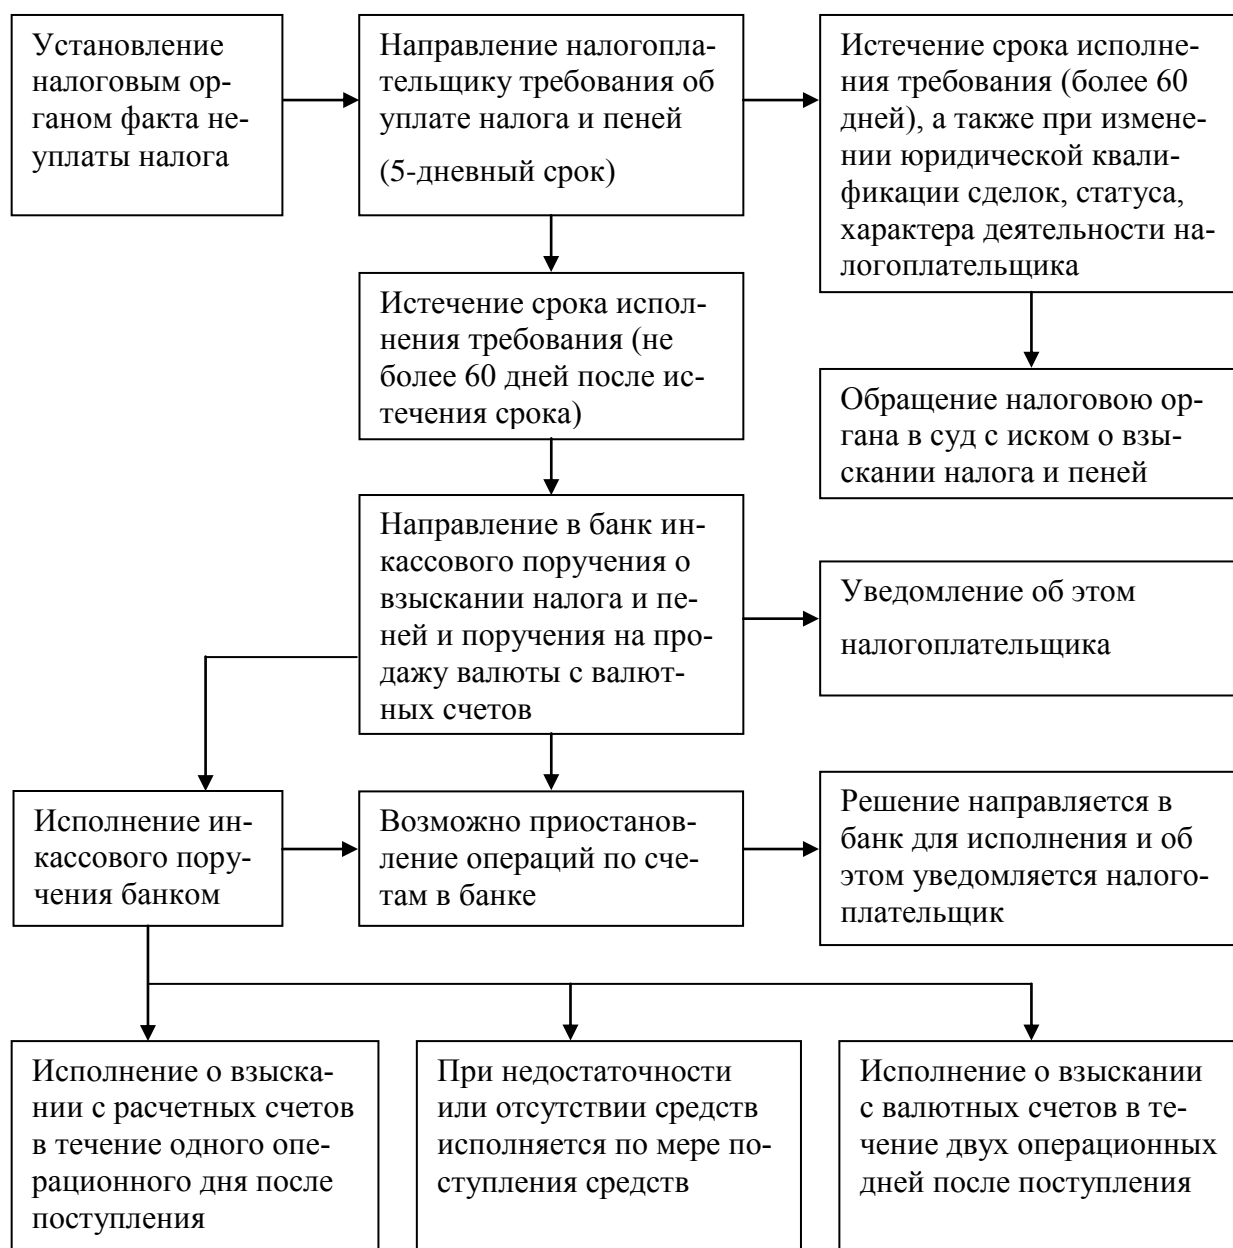 Установление
налоговым ор-
ганом факта не-
уплаты налога
Направление налогопла-
тельщику требования об
уплате налога и пеней
(5-дневный срок)
Истечение срока исполне-
ния требования (более 60
дней), а также при измене-
нии юридической квали-
фикации сделок, статуса,
характера деятельности на-
логоплательщика
Истечение срока испол-
нения требования (не
более 60 дней после ис-
течения срока)
Обращение налоговою ор-
гана в суд с иском о взы-
скании налога и пеней
Направление в банк ин-
кассового поручения о
взыскании налога и пе-
ней и поручения на про-
дажу валюты с валют-
ных счетов
Уведомление об этом
налогоплательщика
Исполнение ин-
кассового пору-
чения банком
Возможно приостанов-
ление операций по сче-
там в банке
Решение направляется в
банк для исполнения и об
этом уведомляется налого-
плательщик
Исполнение о взыска-
нии с расчетных счетов
в течение одного опе-
рационного дня после
поступления
При недостаточности
или отсутствии средств
исполняется по мере по-
ступления средств
Исполнение о взыскании
с валютных счетов в те-
чение двух операционных
дней после поступления